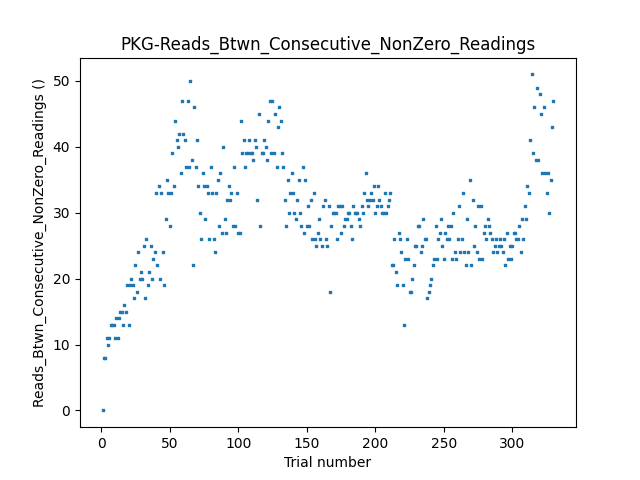 PKG-Reads_Btwn_Consecutive_NonZero_Readings
Reads_Btwn_Consecutive_NonZero_Readings ()
50
40
30
20
10
0
0 50 100 150 200 250 300
Trial number